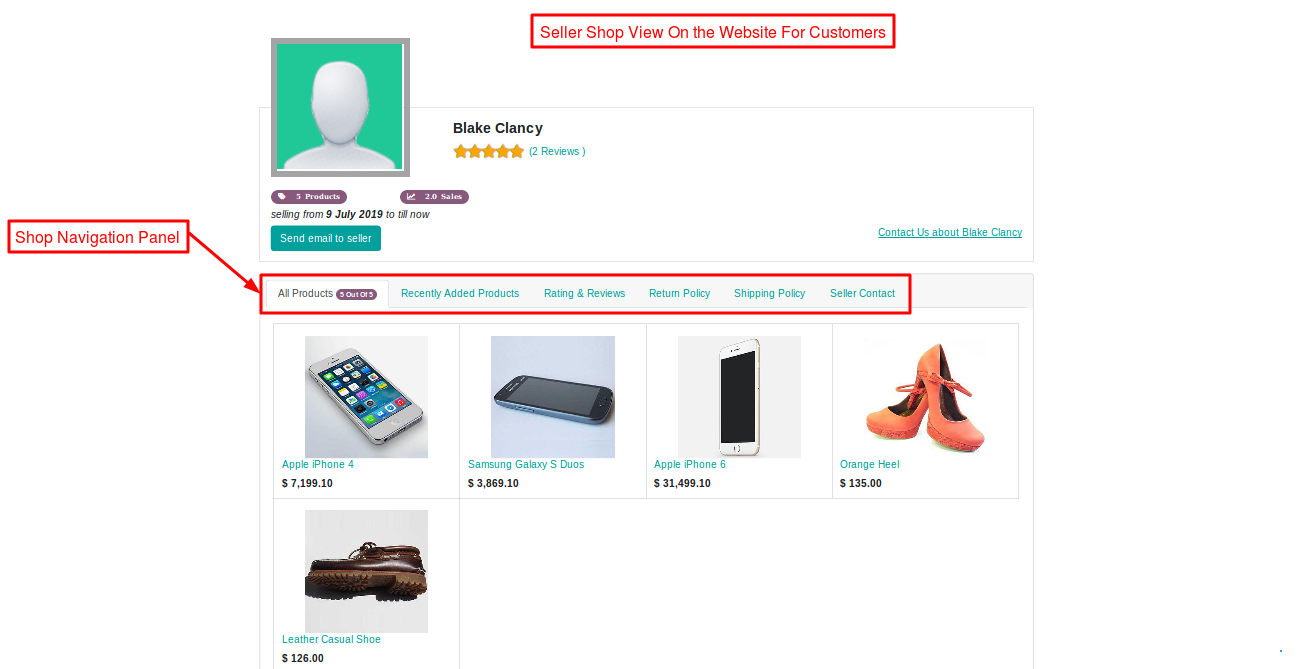 Seller Shop View On the Website For Customers
Blake Clancy
(2 Reviews )
5 Products
2.0 Sales
selling from 9 July 2019 to till now
Send email to seller
Contact Us about Blake Clancy
Shop Navigation Panel
All Products 5 Out Of 5 Recently Added Products Rating & Reviews Return Policy Shipping Policy Seller Contact
Apple iPhone 4
$ 7,199.10
Samsung Galaxy S Duos
$ 3,869.10
Apple iPhone 6
$ 31,499.10
Orange Heel
$ 135.00
Leather Casual Shoe
$ 126.00